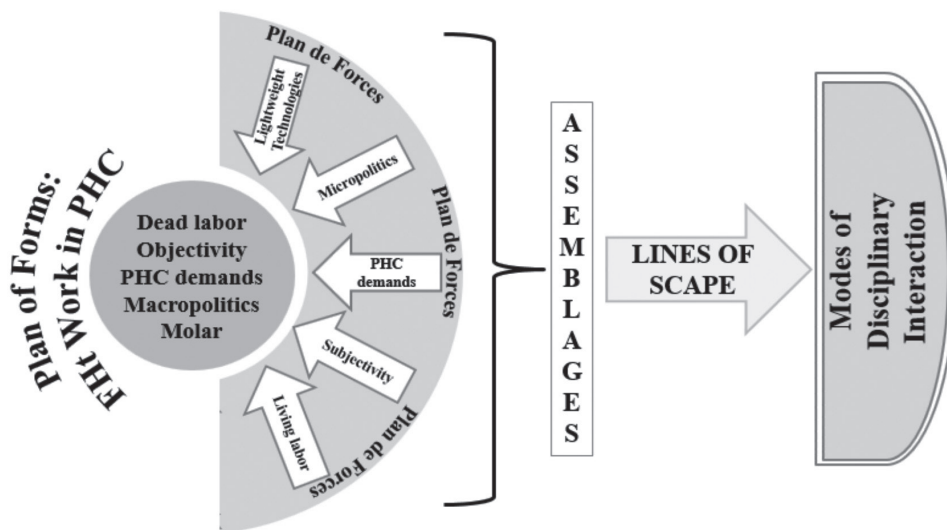 Plan of Forms:
FHt Work in PHC
Dead labor
Objectivity
PHC demands
Macropolitics
Molar
Plan de Forces
Lightweight
Technologies
Micropolitics
Plan de Forces
PHC
demands
Subjectivity
Living labor
Plan de Forces
ASSEMBLAGES
LINES OF
SCAPE
Modes of
Disciplinary
Interaction